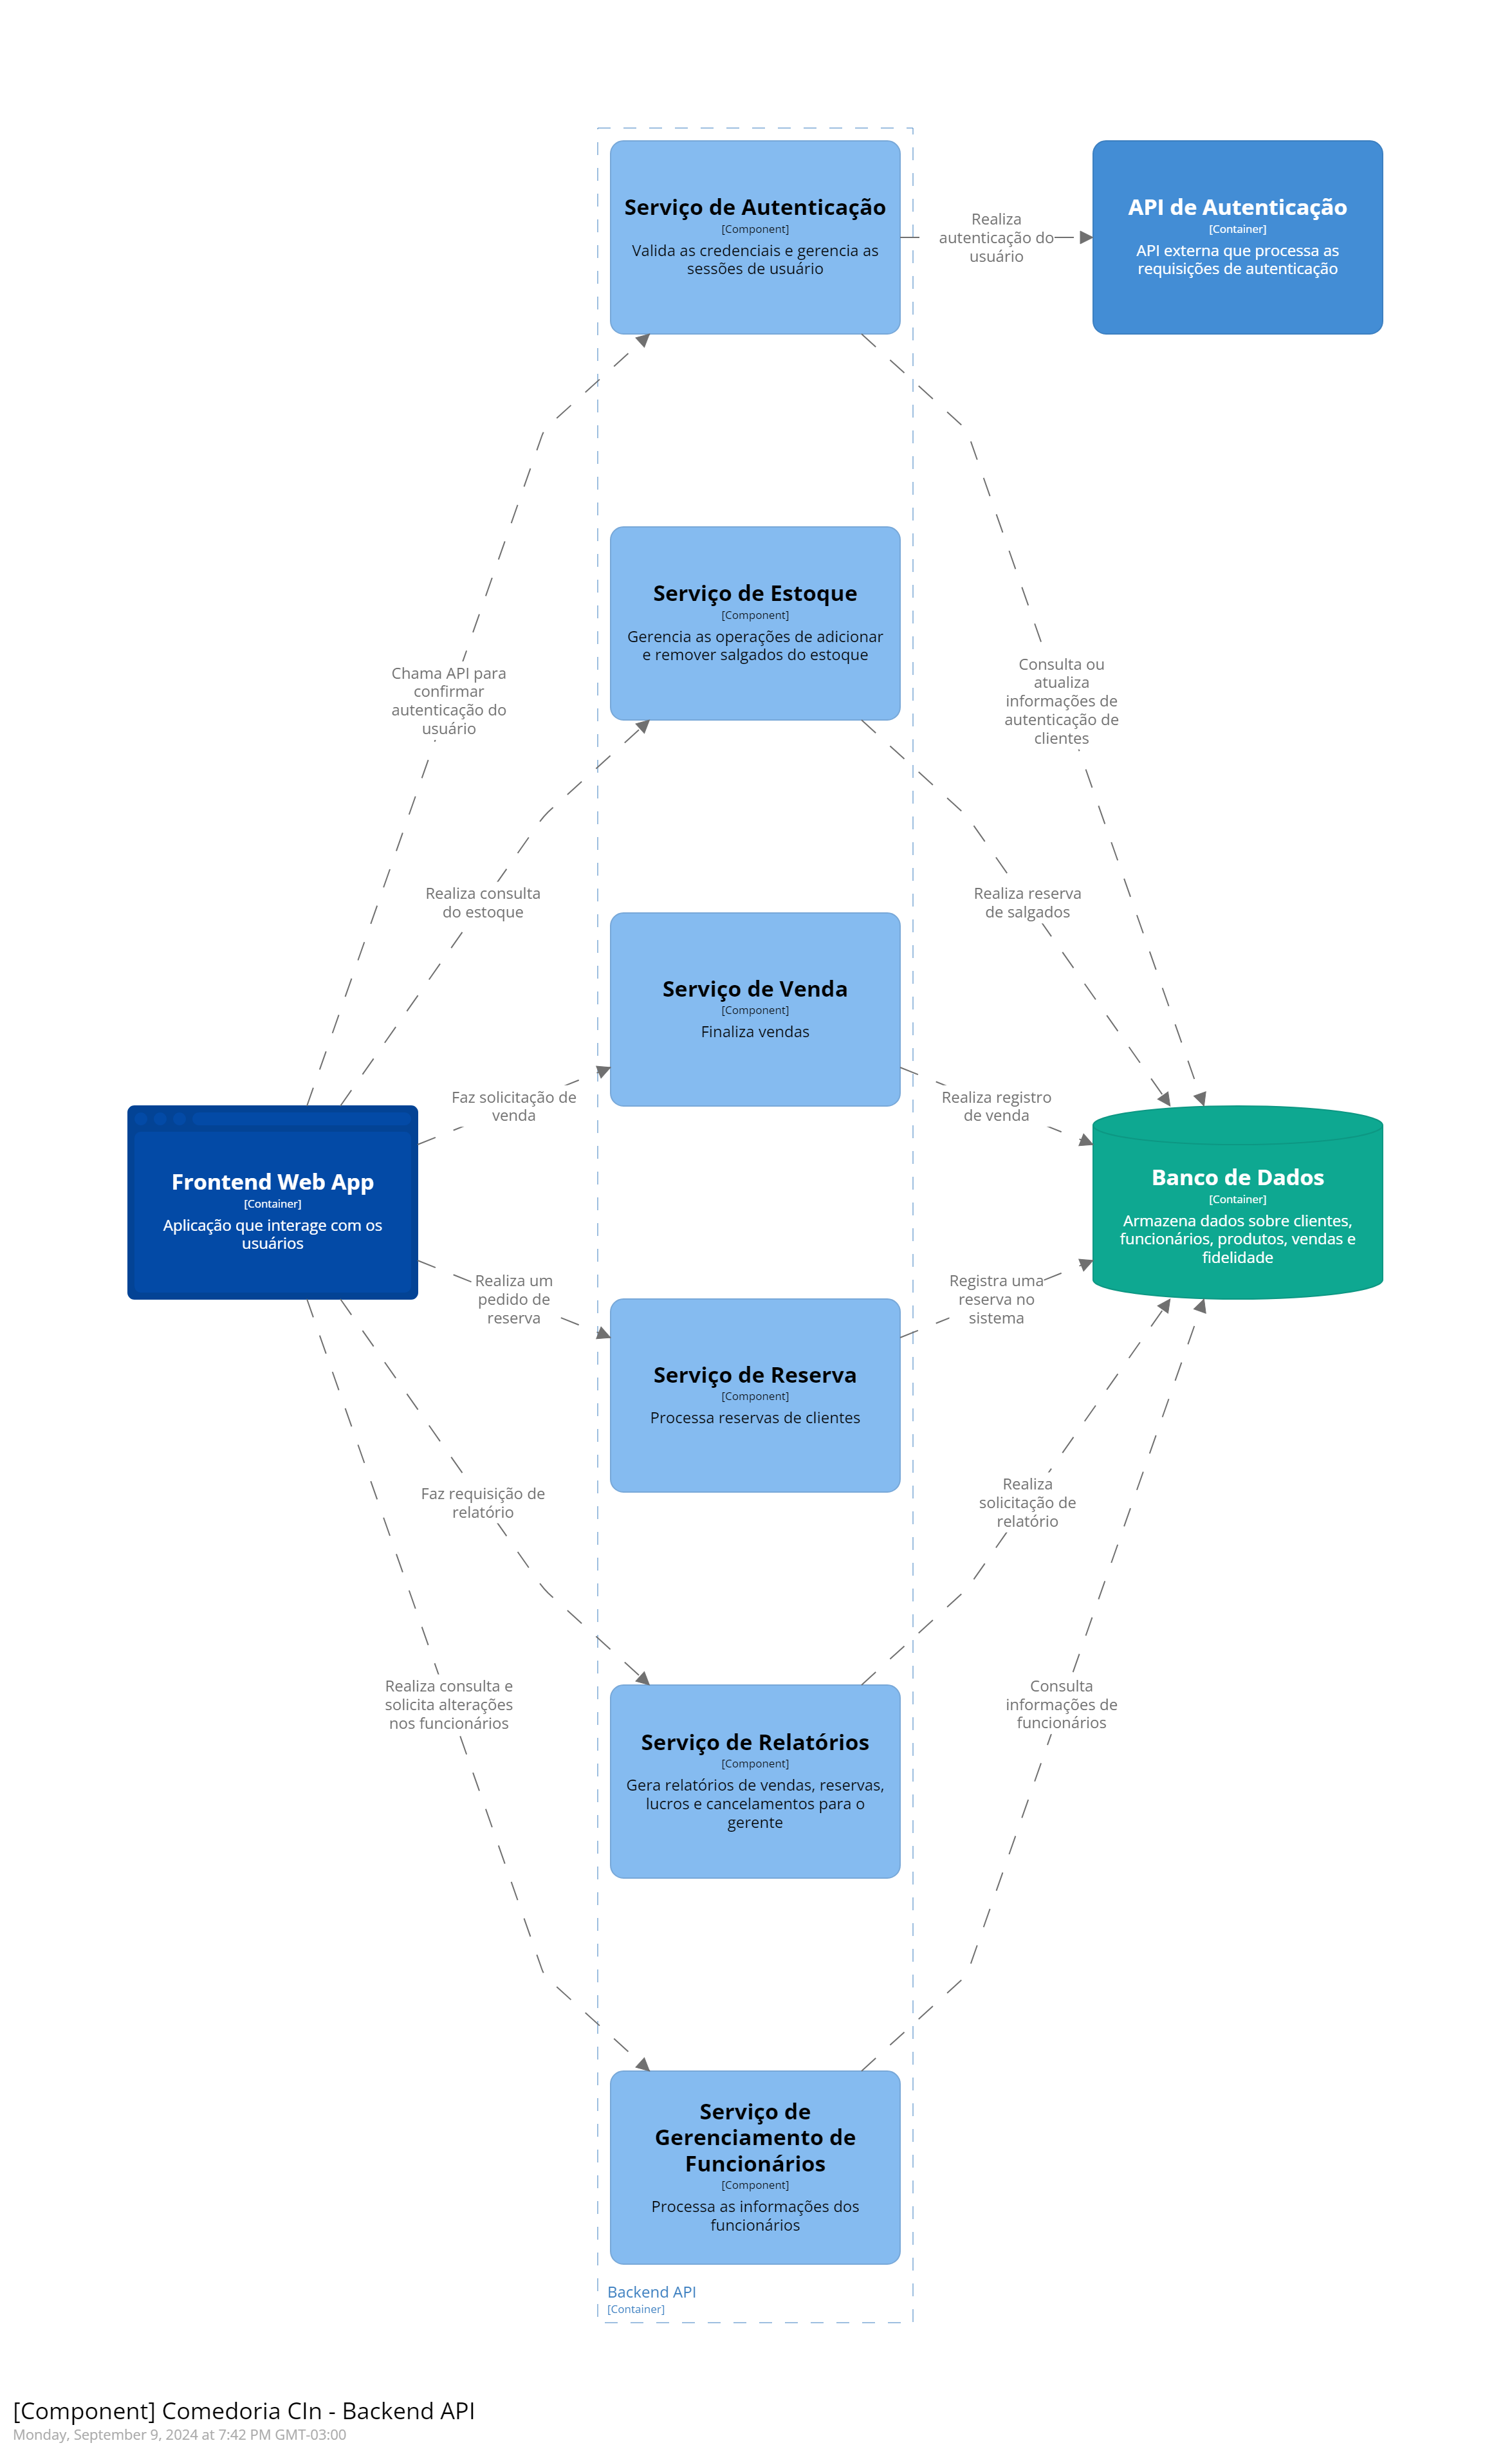 Serviço de Autenticação
[Component]
Valida as credenciais e gerencia as
sessões de usuário
Realiza
autenticação do
usuário
API de Autenticação
[Container]
API externa que processa as
requisições de autenticação
Serviço de Estoque
[Component]
Gerencia as operações de adicionar
e remover salgados do estoque
Chama API para
confirmar
autenticação do
usuário
Consulta ou
atualiza
informações de
autenticação de
clientes
Realiza consulta
do estoque
Realiza reserva
de salgados
Serviço de Venda
[Component]
Finaliza vendas
Faz solicitação de
venda
Realiza registro
de venda
Frontend Web App
[Container]
Aplicação que interage com os
usuários
Banco de Dados
[Container]
Armazena dados sobre clientes,
funcionários, produtos, vendas e
fidelidade
Realiza um
pedido de
reserva
Registra uma
reserva no
sistema
Serviço de Reserva
[Component]
Processa reservas de clientes
Faz requisição de
relatório
Realiza
solicitação de
relatório
Realiza consulta e
solicita alterações
nos funcionários
Consulta
informações de
funcionários
Serviço de Relatórios
[Component]
Gera relatórios de vendas, reservas,
lucros e cancelamentos para o
gerente
Serviço de
Gerenciamento de
Funcionários
[Component]
Processa as informações dos
funcionários
Backend API
[Container]
[Component] Comedoria CIn - Backend API
Monday, September 9, 2024 at 7:42 PM GMT-03:00